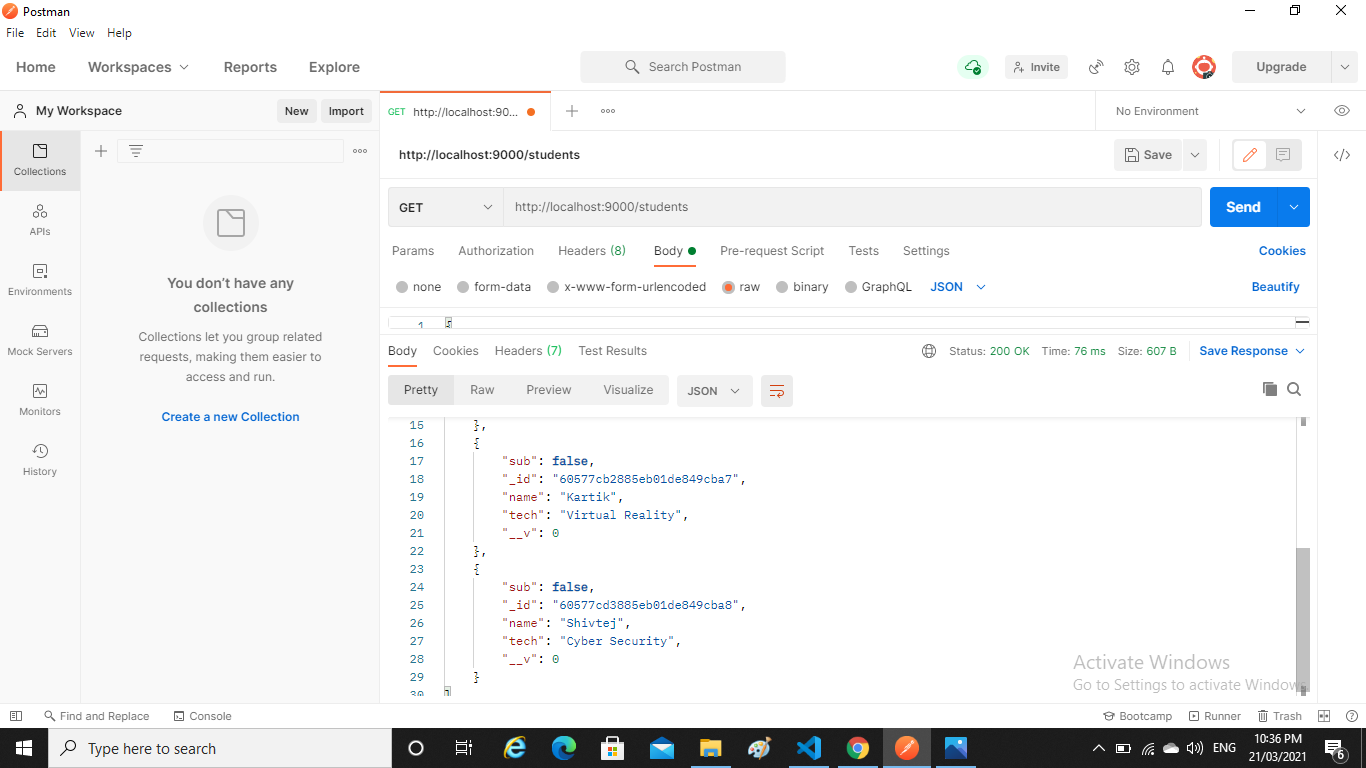 Postman
File Edit View Help
Home Workspaces Reports Explore Search Postman Invite Upgrade
My Workspace New Import GET http://localhost:90... No Environment
Collections
APIs
Environments
Mock Servers
Monitors
History
You don't have any
collections
Collections let you group related
requests, making them easier to
access and run.
Create a new Collection
http://localhost:9000/students Save
GET http://localhost:9000/students Send
Params Authorization Headers (8) Body Pre-request Script Tests Settings Cookies
none form-data x-www-form-urlencoded raw binary GraphQL JSON Beautify
1 {
Body Cookies Headers (7) Test Results Status: 200 OK Time: 76 ms Size: 607 B Save Response
Pretty Raw Preview Visualize JSON
15 },
16 {
17 "sub": false,
18 "_id": "60577cb2885eb01de849cba7",
19 "name": "Kartik",
20 "tech": "Virtual Reality",
21 "__v": 0
22 },
23 {
24 "sub": false,
25 "_id": "60577cd3885eb01de849cba8",
26 "name": "Shivtej",
27 "tech": "Cyber Security",
28 "__v": 0
29 }
30 ]
Activate Windows
Go to Settings to activate Windows.
Find and Replace Console Bootcamp Runner Trash
Type here to search ENG 10:36 PM
21/03/2021 6